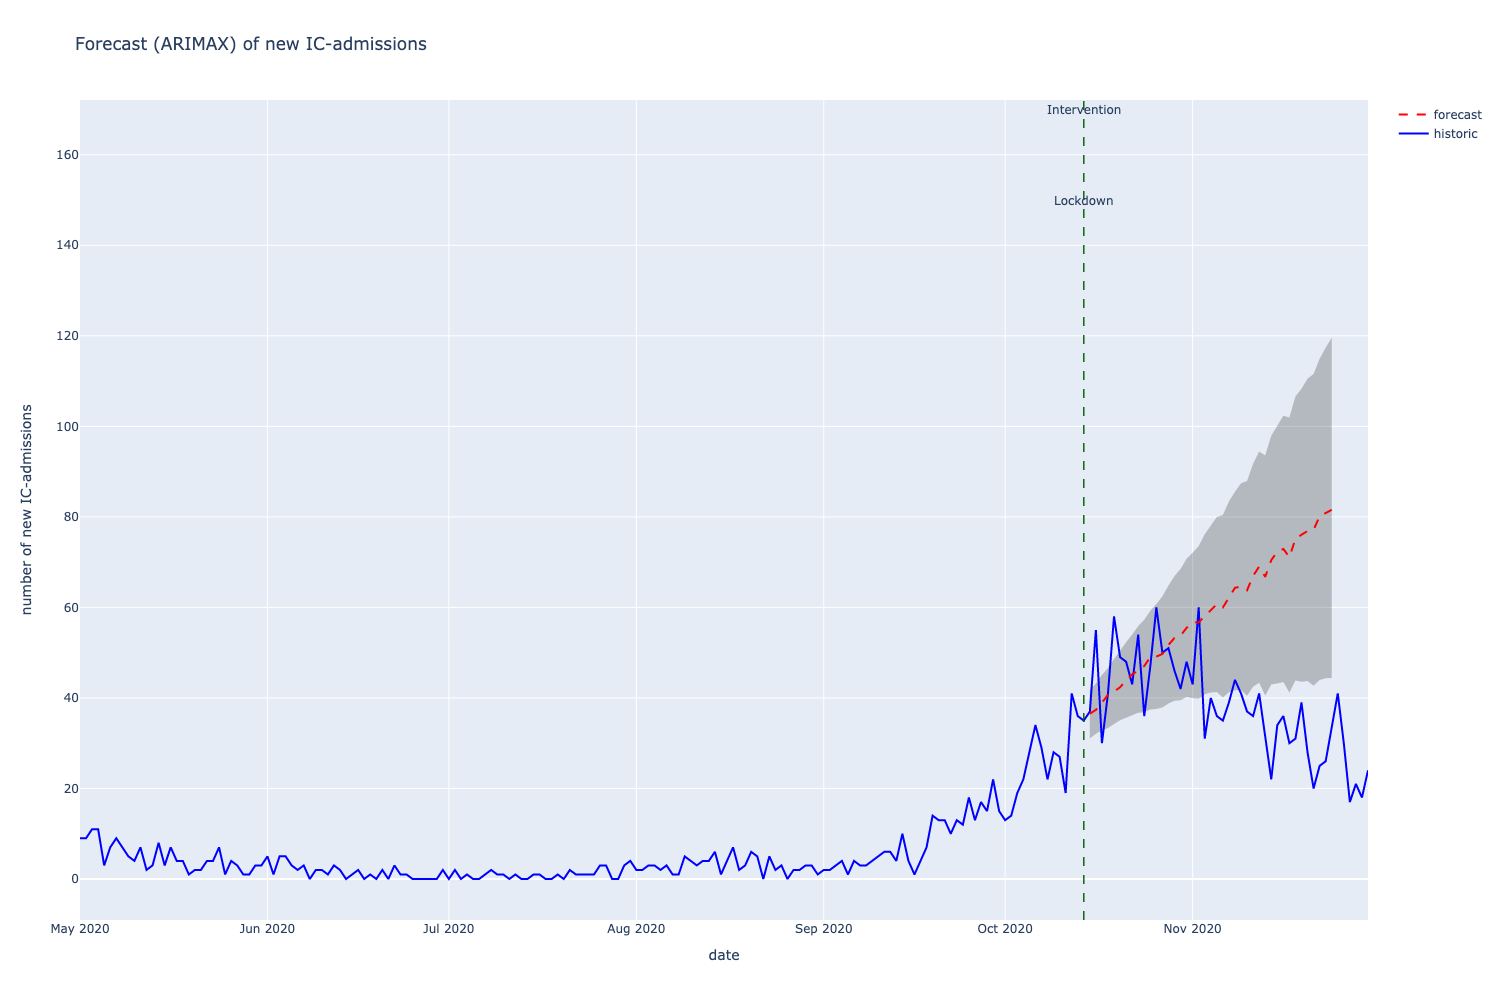 Forecast (ARIMAX) of new IC-admissions
Intervention
Lockdown
forecast
historic
160
140
120
100
80
60
40
20
0
number of new IC-admissions
May 2020
Jun 2020
Jul 2020
Aug 2020
Sep 2020
Oct 2020
Nov 2020
date